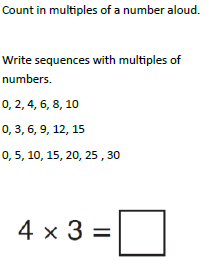 Count in multiples of a number aloud.
Write sequences with multiples of
numbers.
0, 2, 4, 6, 8, 10
0, 3, 6, 9, 12, 15
0, 5, 10, 15, 20, 25 , 30
4 × 3 =